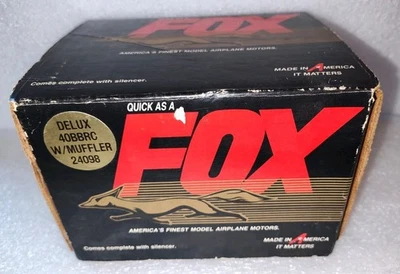 FOX
AMERICA'S FINEST MODEL AIRPLANE MOTORS.
Comes complete with silencer.
MADE IN AMERICA
IT MATTERS
QUICK AS A
FOX
DELUX
40BBRC
W/MUFFLER
24098
AMERICA'S FINEST MODEL AIRPLANE MOTORS.
Comes complete with silencer.
MADE IN AMERICA
IT MATTERS